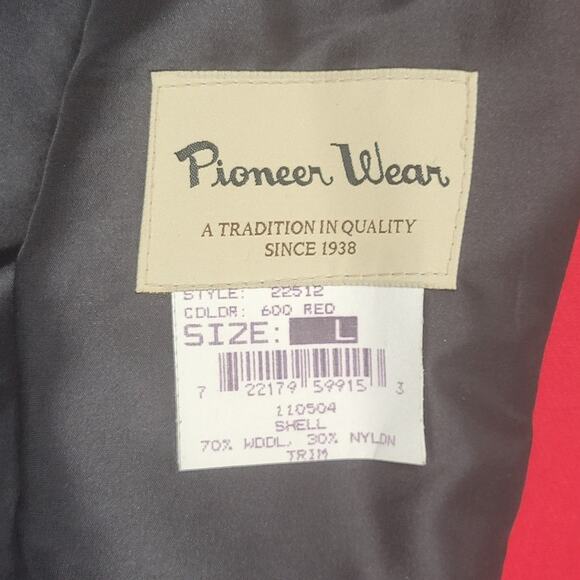 Pioneer Wear
A TRADITION IN QUALITY
SINCE 1938
STYLE: 22512
COLOR: 600 RED
SIZE: L
7 22179 59915 3
110504
SHELL
70% WOOL, 30% NYLON
TRIM